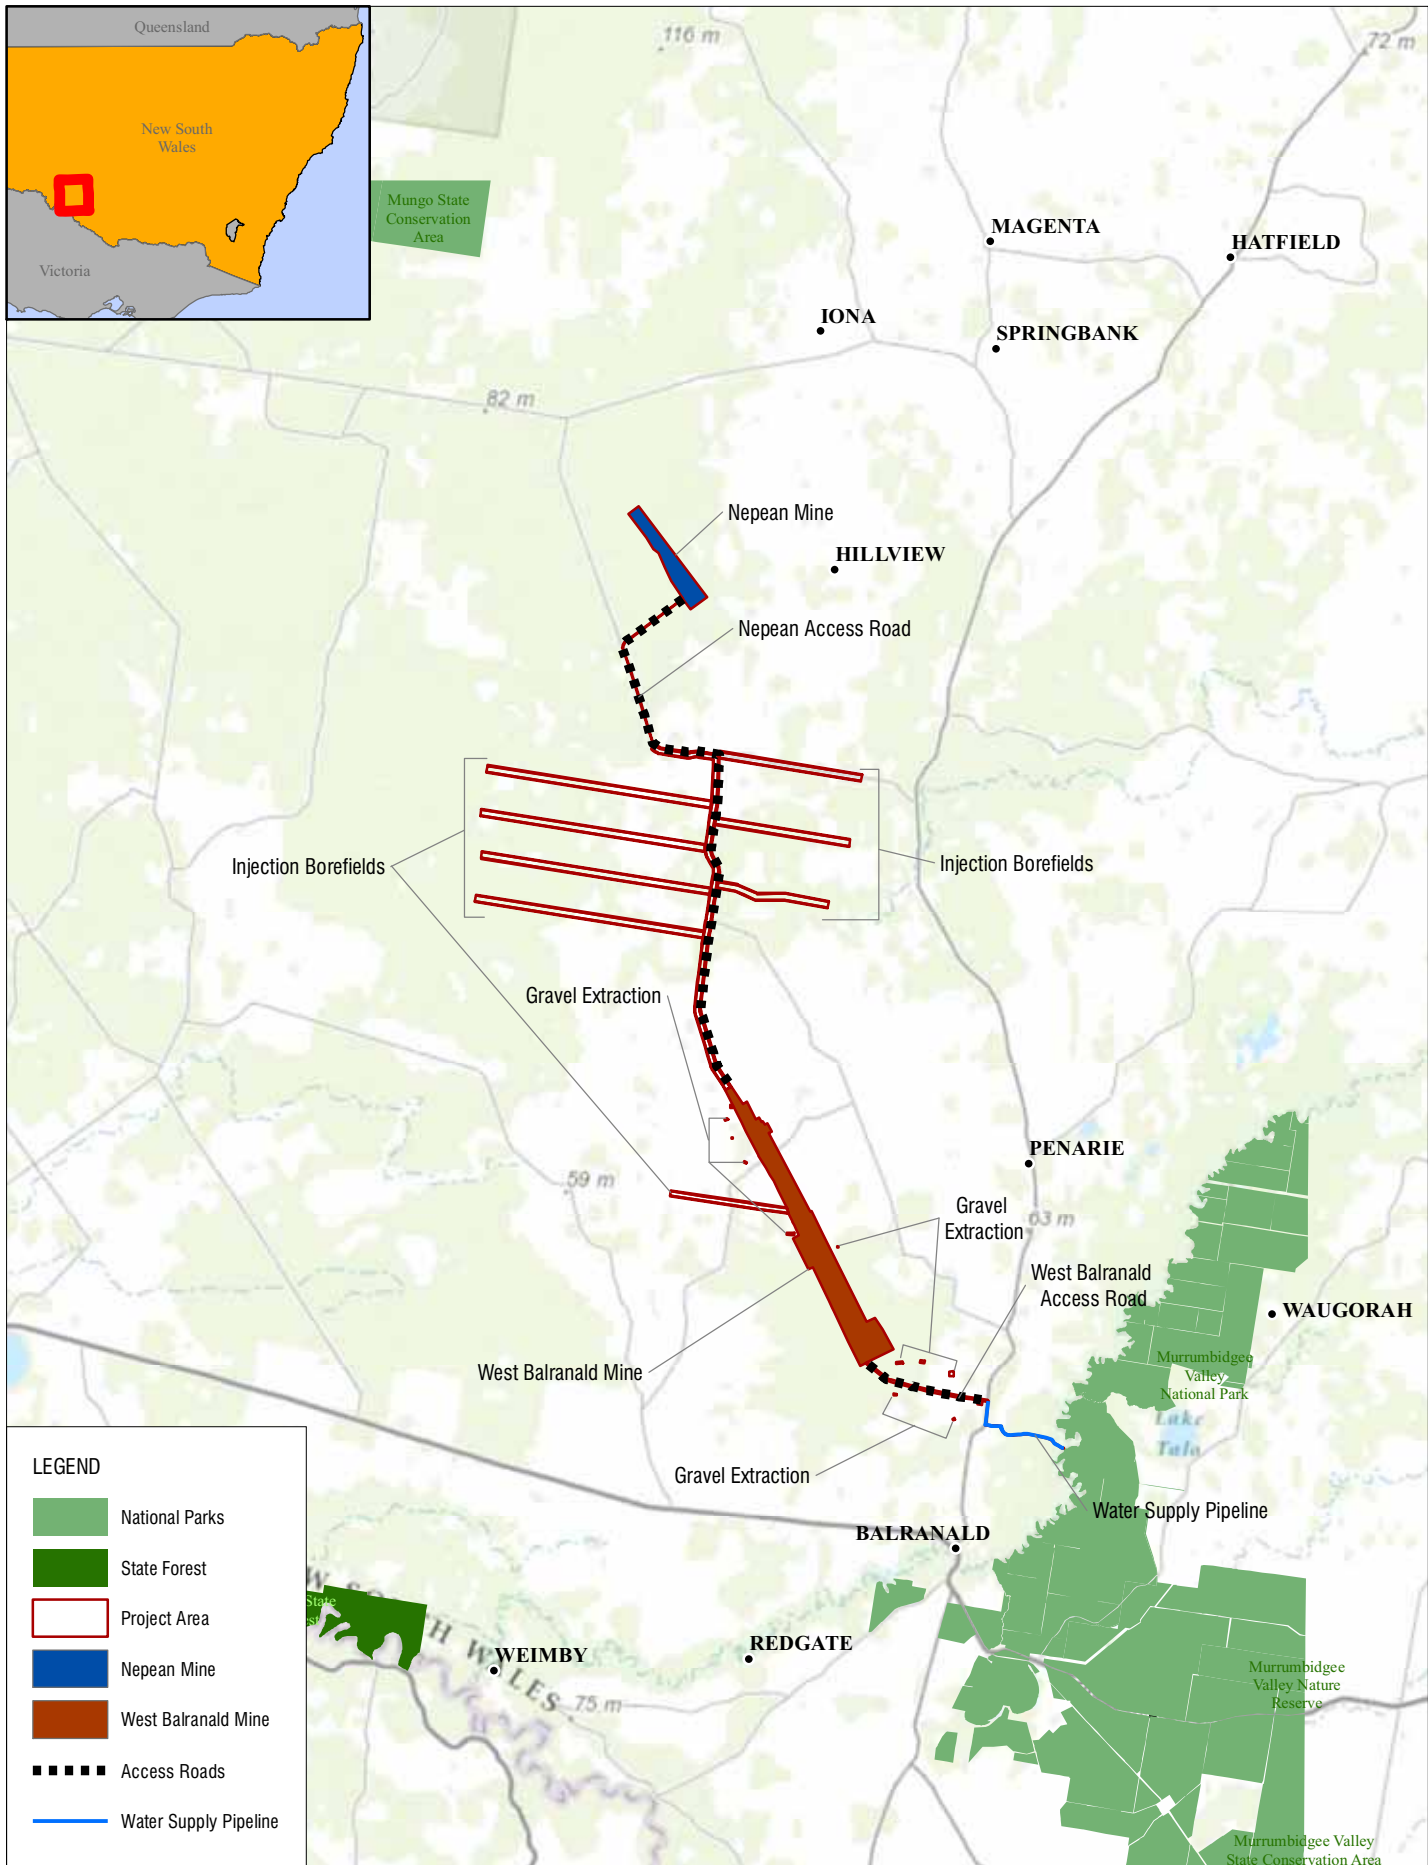 Queensland
New South
Wales
Victoria
116 m
72 m
Mungo State
Conservation
Area
MAGENTA
HATFIELD
IONA
SPRINGBANK
82 m
Nepean Mine
HILLVIEW
Nepean Access Road
Injection Borefields
Injection Borefields
Gravel Extraction
PENARIE
59 m
Gravel
Extraction
63 m
West Balranald
Access Road
WAUGORAH
West Balranald Mine
Murrumbidgee
Valley
National Park
Lake
Tala
Gravel Extraction
Water Supply Pipeline
BALRANALD
State
W SOUTH WALES
WEIMBY
REDGATE
75 m
Murrumbidgee
Valley Nature
Reserve
Murrumbidgee Valley
State Conservation Area
LEGEND
National Parks
State Forest
Project Area
Nepean Mine
West Balranald Mine
Access Roads
Water Supply Pipeline